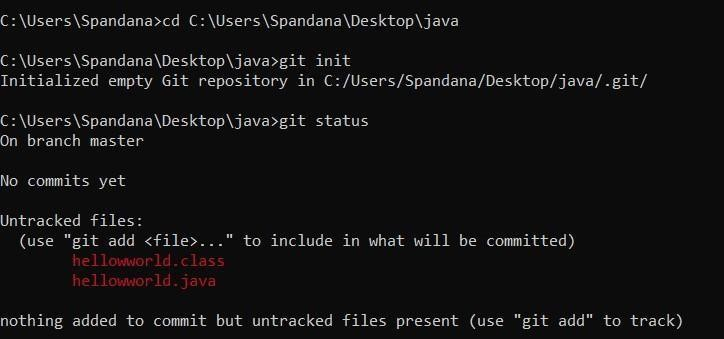 C:\Users\Spandana>cd C:\Users\Spandana\Desktop\java
C:\Users\Spandana\Desktop\java>git init
Initialized empty Git repository in C:/Users/Spandana/Desktop/java/.git/
C:\Users\Spandana\Desktop\java>git status
On branch master
No commits yet
Untracked files:
(use "git add <file>..." to include in what will be committed)
hellowworld.class
hellowworld.java
nothing added to commit but untracked files present (use "git add" to track)